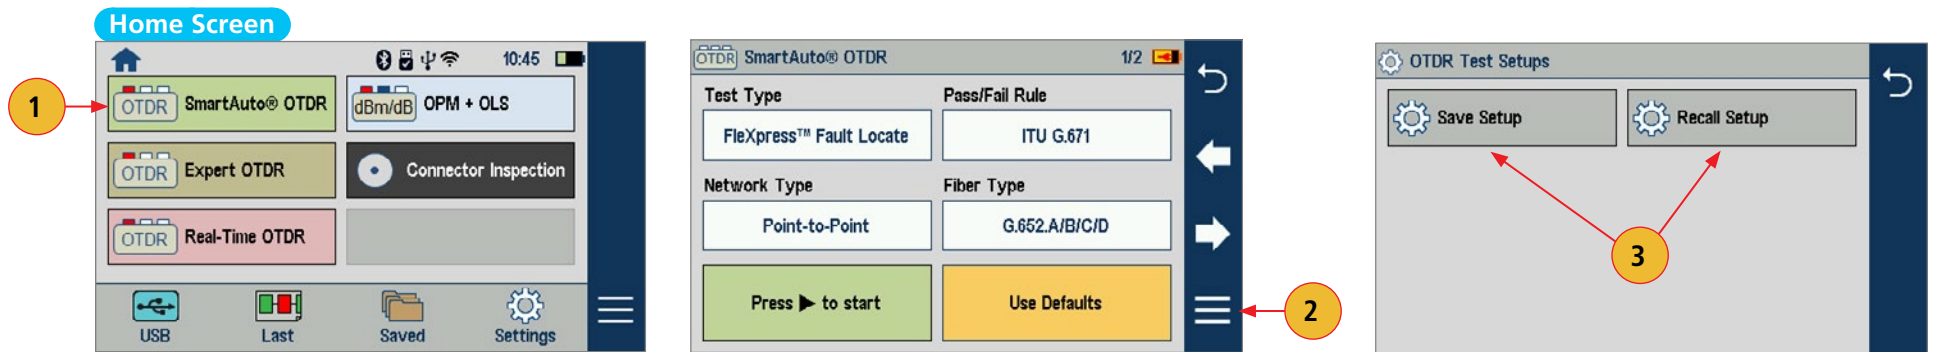 Home Screen
10:45
1
OTDR SmartAuto® OTDR
dBm/dB OPM + OLS
OTDR Expert OTDR
Connector Inspection
OTDR Real-Time OTDR
USB
Last
Saved
Settings
OTDR SmartAuto® OTDR
1/2
Test Type
Pass/Fail Rule
FleXpress™ Fault Locate
ITU G.671
Network Type
Fiber Type
Point-to-Point
G.652.A/B/C/D
Press ▶ to start
Use Defaults
2
OTDR Test Setups
Save Setup
Recall Setup
3